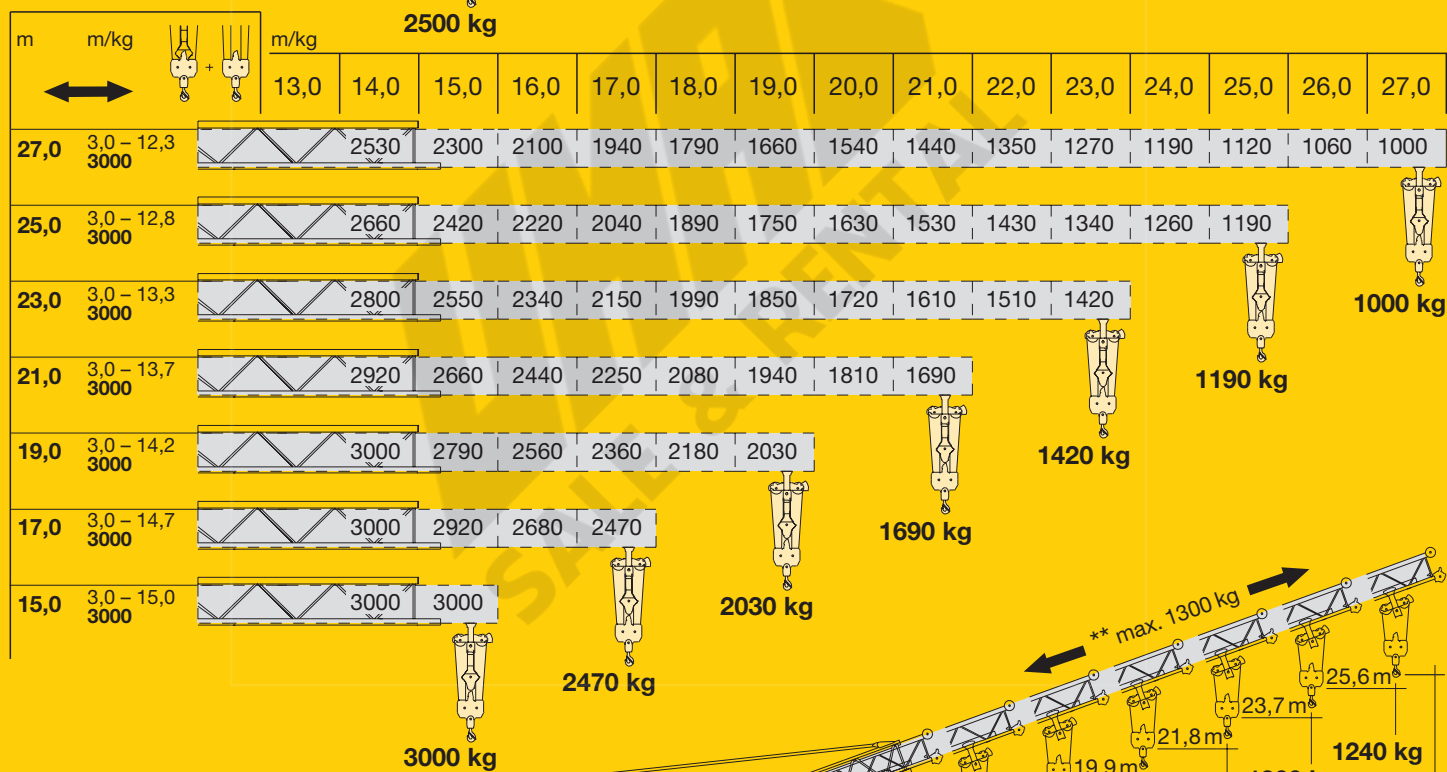 2500 kg
m m/kg + m/kg
13,0 14,0 15,0 16,0 17,0 18,0 19,0 20,0 21,0 22,0 23,0 24,0 25,0 26,0 27,0
27,0 3,0 – 12,3 3000 2530 2300 2100 1940 1790 1660 1540 1440 1350 1270 1190 1120 1060 1000
1000 kg
25,0 3,0 – 12,8 3000 2660 2420 2220 2040 1890 1750 1630 1530 1430 1340 1260 1190
1190 kg
23,0 3,0 – 13,3 3000 2800 2550 2340 2150 1990 1850 1720 1610 1510 1420
1420 kg
21,0 3,0 – 13,7 3000 2920 2660 2440 2250 2080 1940 1810 1690
1690 kg
19,0 3,0 – 14,2 3000 3000 2790 2560 2360 2180 2030
2030 kg
17,0 3,0 – 14,7 3000 3000 2920 2680 2470
2470 kg
15,0 3,0 – 15,0 3000 3000 3000
3000 kg
** max. 1300 kg
25,6 m
23,7 m
21,8 m
19,9 m
1240 kg
SALE & RENTAL